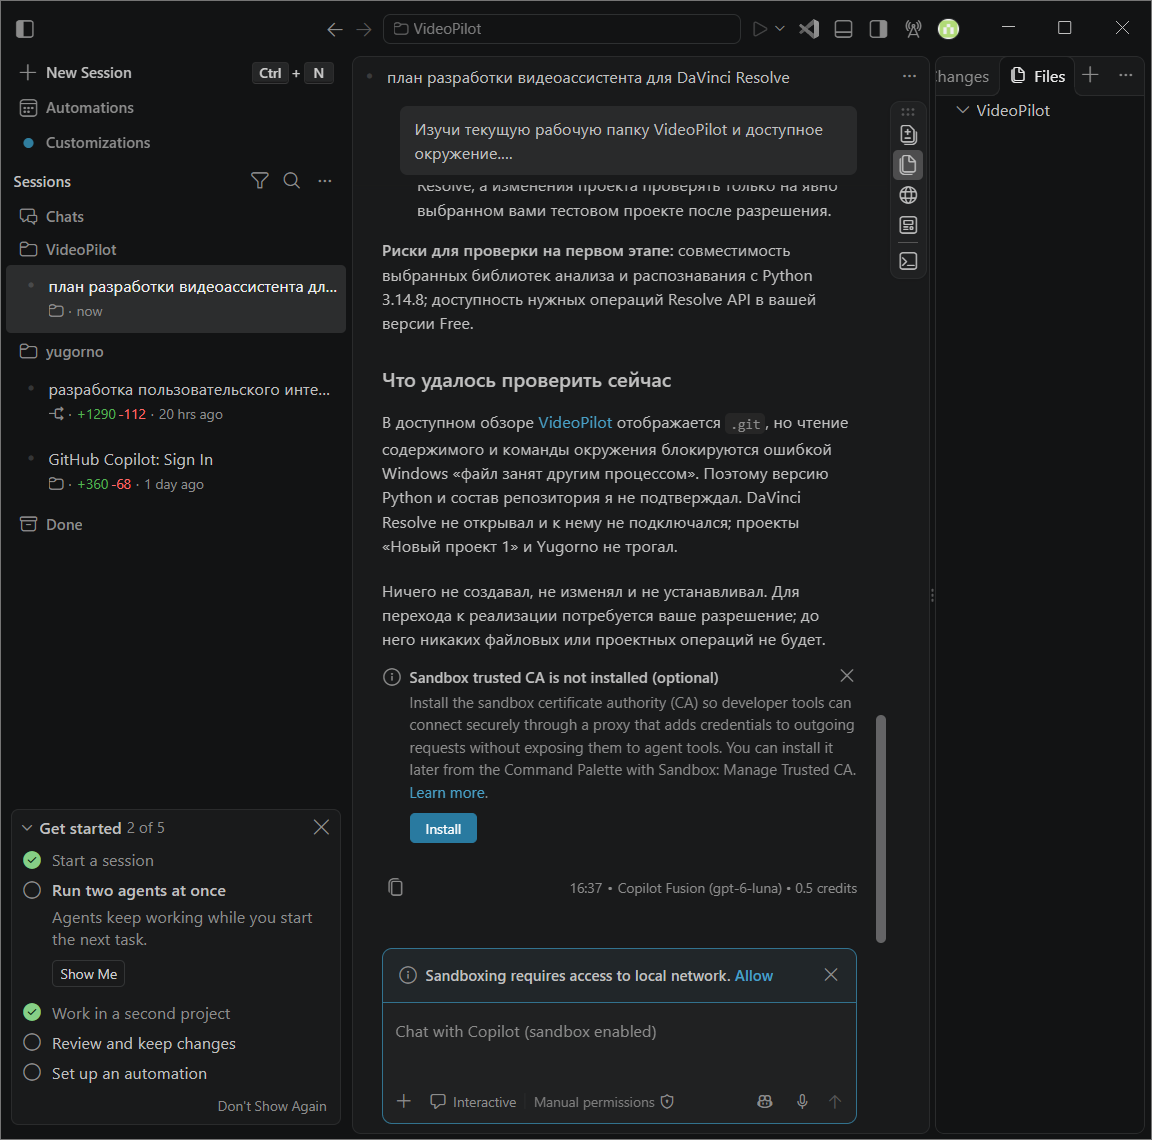 VideoPilot
New Session
Ctrl + N
Automations
Customizations
Sessions
Chats
VideoPilot
план разработки видеоассистента дл...
· now
yugorno
разработка пользовательского инте...
· +1290 -112 · 20 hrs ago
GitHub Copilot: Sign In
· +360 -68 · 1 day ago
Done
Get started 2 of 5
Start a session
Run two agents at once
Agents keep working while you start
the next task.
Show Me
Work in a second project
Review and keep changes
Set up an automation
Don't Show Again
план разработки видеоассистента для DaVinci Resolve
Изучи текущую рабочую папку VideoPilot и доступное
окружение....
Resolve, а изменения проекта проверять только на явно
выбранном вами тестовом проекте после разрешения.
Риски для проверки на первом этапе: совместимость
выбранных библиотек анализа и распознавания с Python
3.14.8; доступность нужных операций Resolve API в вашей
версии Free.
Что удалось проверить сейчас
В доступном обзоре VideoPilot отображается .git, но чтение
содержимого и команды окружения блокируются ошибкой
Windows «файл занят другим процессом». Поэтому версию
Python и состав репозитория я не подтверждал. DaVinci
Resolve не открывал и к нему не подключался; проекты
«Новый проект 1» и Yugorno не трогал.
Ничего не создавал, не изменял и не устанавливал. Для
перехода к реализации потребуется ваше разрешение; до
него никаких файловых или проектных операций не будет.
Sandbox trusted CA is not installed (optional)
Install the sandbox certificate authority (CA) so developer tools can
connect securely through a proxy that adds credentials to outgoing
requests without exposing them to agent tools. You can install it
later from the Command Palette with Sandbox: Manage Trusted CA.
Learn more.
Install
16:37 • Copilot Fusion (gpt-6-luna) • 0.5 credits
Sandboxing requires access to local network. Allow
Chat with Copilot (sandbox enabled)
Interactive
Manual permissions
hanges
Files
VideoPilot